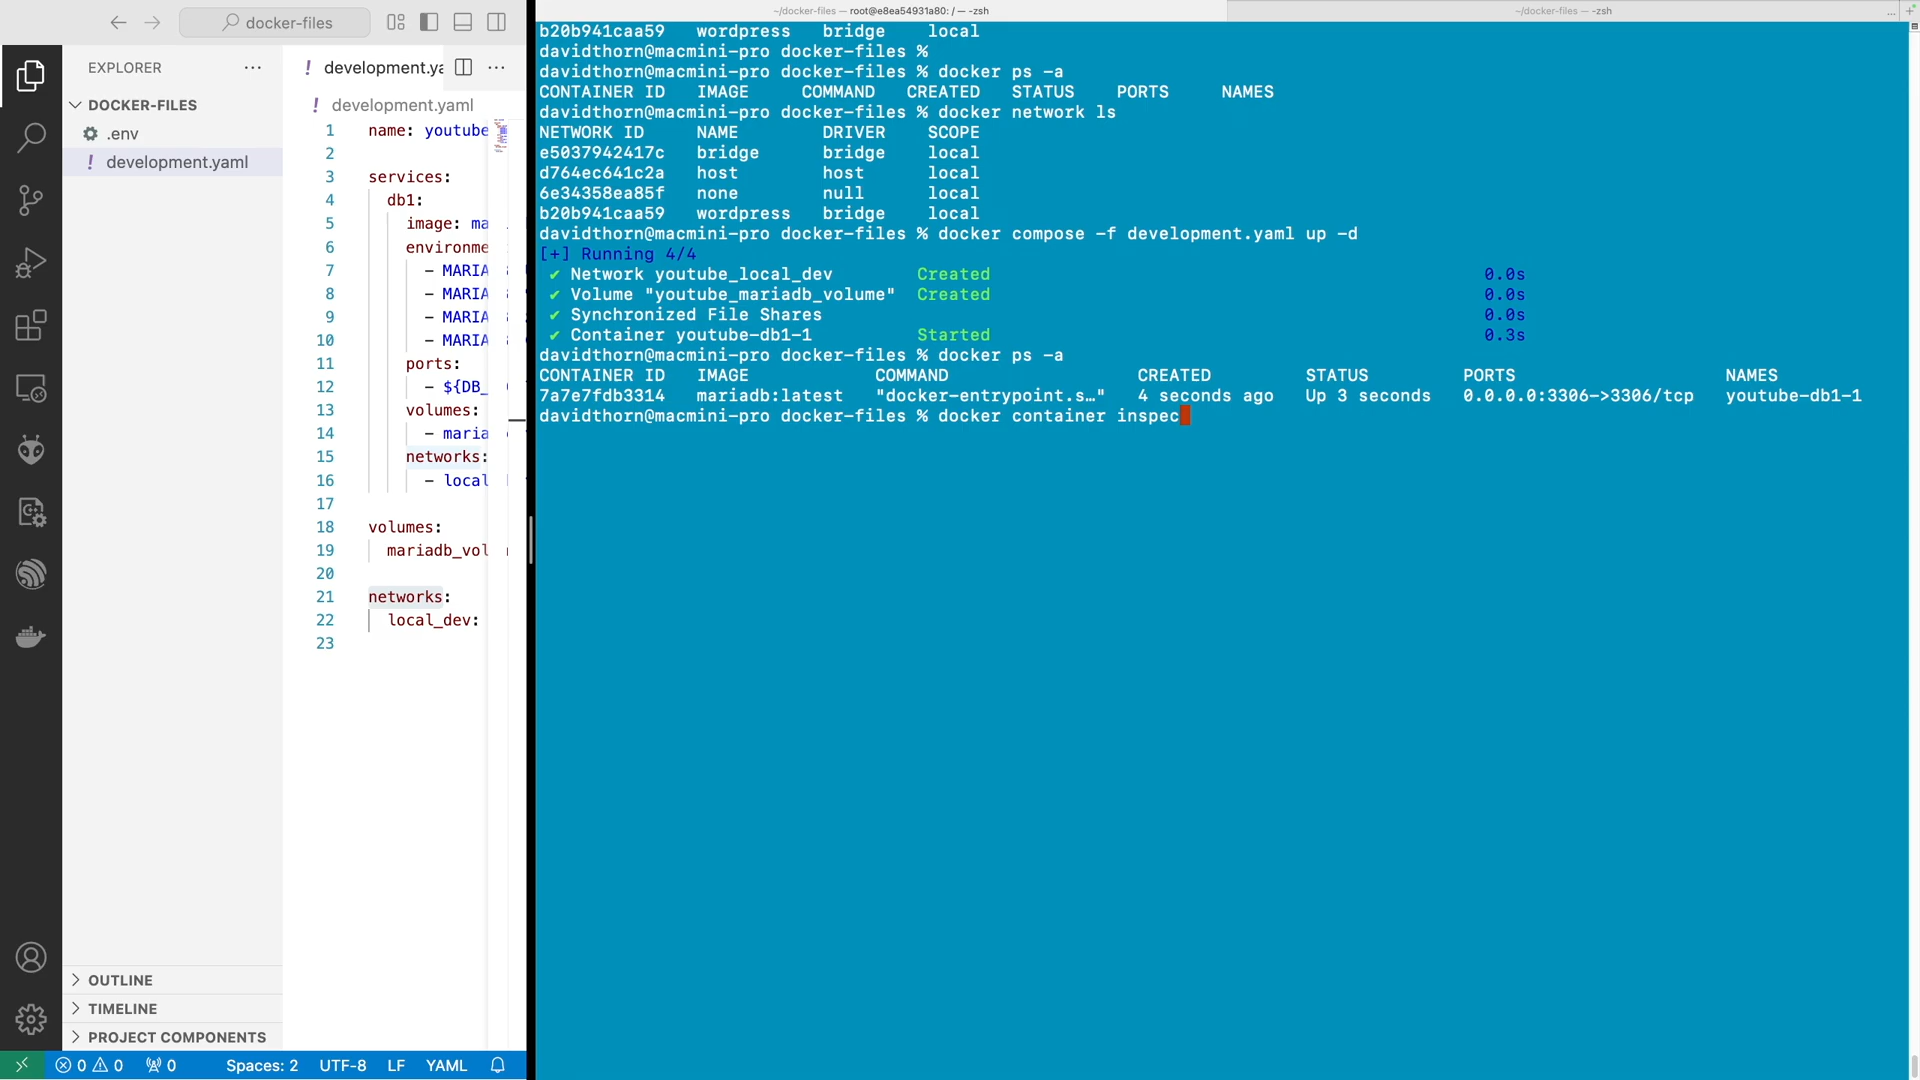 docker-files
EXPLORER
DOCKER-FILES
.env
! development.yaml
OUTLINE
TIMELINE
PROJECT COMPONENTS
! development.ya
! development.yaml
1 name: youtube
2
3 services:
4 db1:
5 image: ma
6 environme
7 - MARIA
8 - MARIA
9 - MARIA
10 - MARIA
11 ports:
12 - ${DB_
13 volumes:
14 - maria
15 networks:
16 - local
17
18 volumes:
19 mariadb_vol
20
21 networks:
22 local_dev:
23
0 0 0 Spaces: 2 UTF-8 LF YAML
~/docker-files — root@e8ea54931a80: / — -zsh
~/docker-files — -zsh
b20b941caa59 wordpress bridge local
davidthorn@macmini-pro docker-files %
davidthorn@macmini-pro docker-files % docker ps -a
CONTAINER ID IMAGE COMMAND CREATED STATUS PORTS NAMES
davidthorn@macmini-pro docker-files % docker network ls
NETWORK ID NAME DRIVER SCOPE
e5037942417c bridge bridge local
d764ec641c2a host host local
6e34358ea85f none null local
b20b941caa59 wordpress bridge local
davidthorn@macmini-pro docker-files % docker compose -f development.yaml up -d
[+] Running 4/4
✔ Network youtube_local_dev Created 0.0s
✔ Volume "youtube_mariadb_volume" Created 0.0s
✔ Synchronized File Shares 0.0s
✔ Container youtube-db1-1 Started 0.3s
davidthorn@macmini-pro docker-files % docker ps -a
CONTAINER ID IMAGE COMMAND CREATED STATUS PORTS NAMES
7a7e7fdb3314 mariadb:latest "docker-entrypoint.s…" 4 seconds ago Up 3 seconds 0.0.0.0:3306->3306/tcp youtube-db1-1
davidthorn@macmini-pro docker-files % docker container inspec